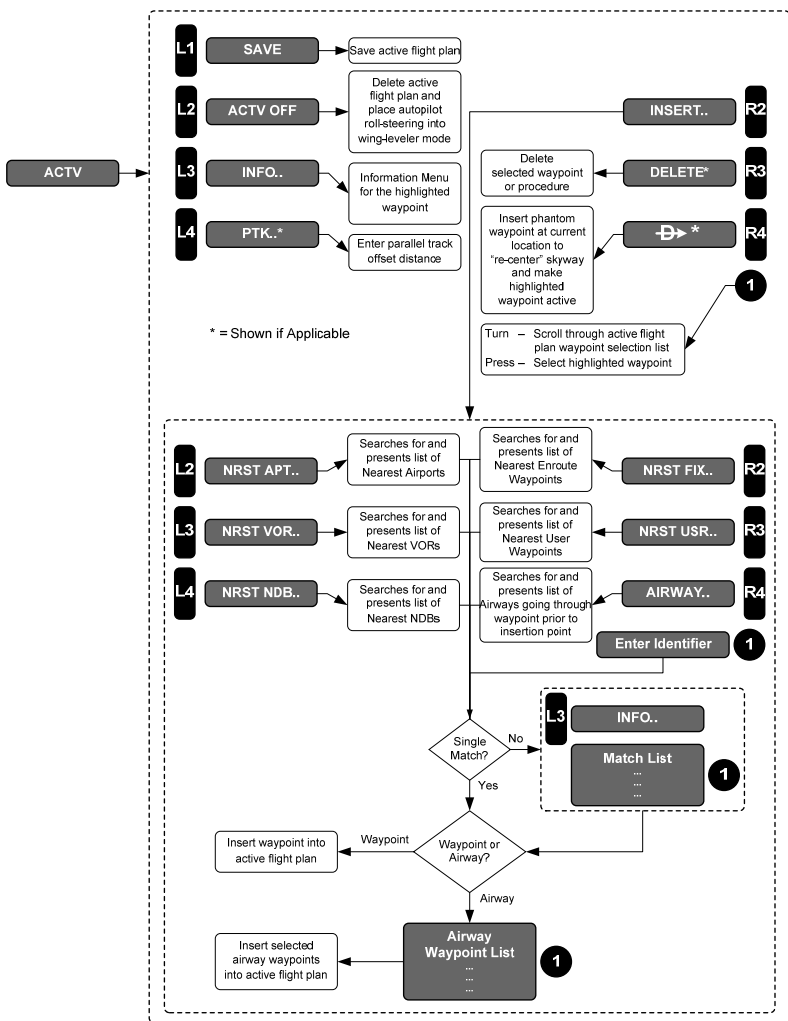 L1
SAVE
Save active flight plan
L2
ACTV OFF
Delete active
flight plan and
place autopilot
roll-steering into
wing-leveler mode
INSERT..
R2
ACTV
L3
INFO..
Information Menu
for the highlighted
waypoint
Delete
selected waypoint
or procedure
DELETE*
R3
L4
PTK..*
Enter parallel track
offset distance
Insert phantom
waypoint at current
location to
“re-center” skyway
and make
highlighted
waypoint active
D *
R4
1
* = Shown if Applicable
Turn – Scroll through active flight
plan waypoint selection list
Press – Select highlighted waypoint
L2
NRST APT..
Searches for and
presents list of
Nearest Airports
Searches for and
presents list of
Nearest Enroute
Waypoints
NRST FIX..
R2
L3
NRST VOR..
Searches for and
presents list of
Nearest VORs
Searches for and
presents list of
Nearest User
Waypoints
NRST USR..
R3
L4
NRST NDB..
Searches for and
presents list of
Nearest NDBs
Searches for and
presents list of
Airways going through
waypoint prior to
insertion point
AIRWAY..
R4
Enter Identifier
1
Single
Match?
No
Yes
L3
INFO..
Match List
...
...
...
1
Waypoint or
Airway?
Waypoint
Insert waypoint into
active flight plan
Airway
Airway
Waypoint List
...
...
...
1
Insert selected
airway waypoints
into active flight plan